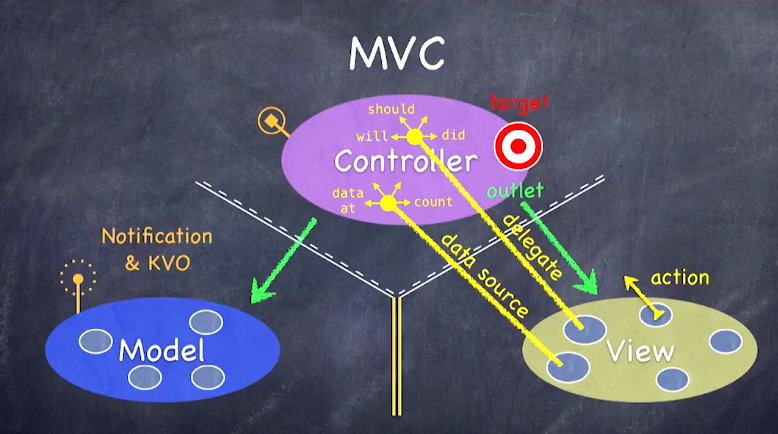 MVC
should
target
will
did
Controller
data
at
count
outlet
delegate
data source
Notification
& KVO
action
Model
View